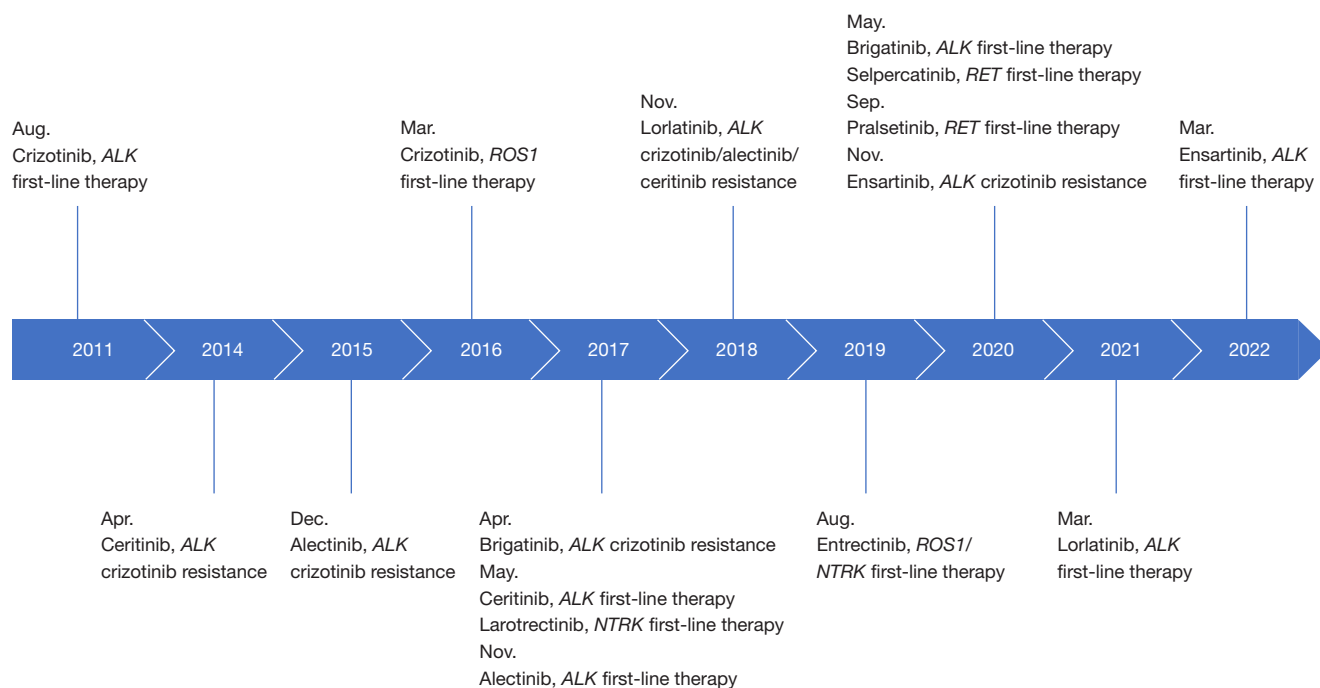 May.
Brigatinib, ALK first-line therapy
Selpercatinib, RET first-line therapy
Sep.
Pralsetinib, RET first-line therapy
Nov.
Ensartinib, ALK crizotinib resistance
Nov.
Lorlatinib, ALK
crizotinib/alectinib/
ceritinib resistance
Aug.
Crizotinib, ALK
first-line therapy
Mar.
Crizotinib, ROS1
first-line therapy
Mar.
Ensartinib, ALK
first-line therapy
2011
2014
2015
2016
2017
2018
2019
2020
2021
2022
Apr.
Ceritinib, ALK
crizotinib resistance
Dec.
Alectinib, ALK
crizotinib resistance
Apr.
Brigatinib, ALK crizotinib resistance
May.
Ceritinib, ALK first-line therapy
Larotrectinib, NTRK first-line therapy
Nov.
Alectinib, ALK first-line therapy
Aug.
Entrectinib, ROS1/
NTRK first-line therapy
Mar.
Lorlatinib, ALK
first-line therapy